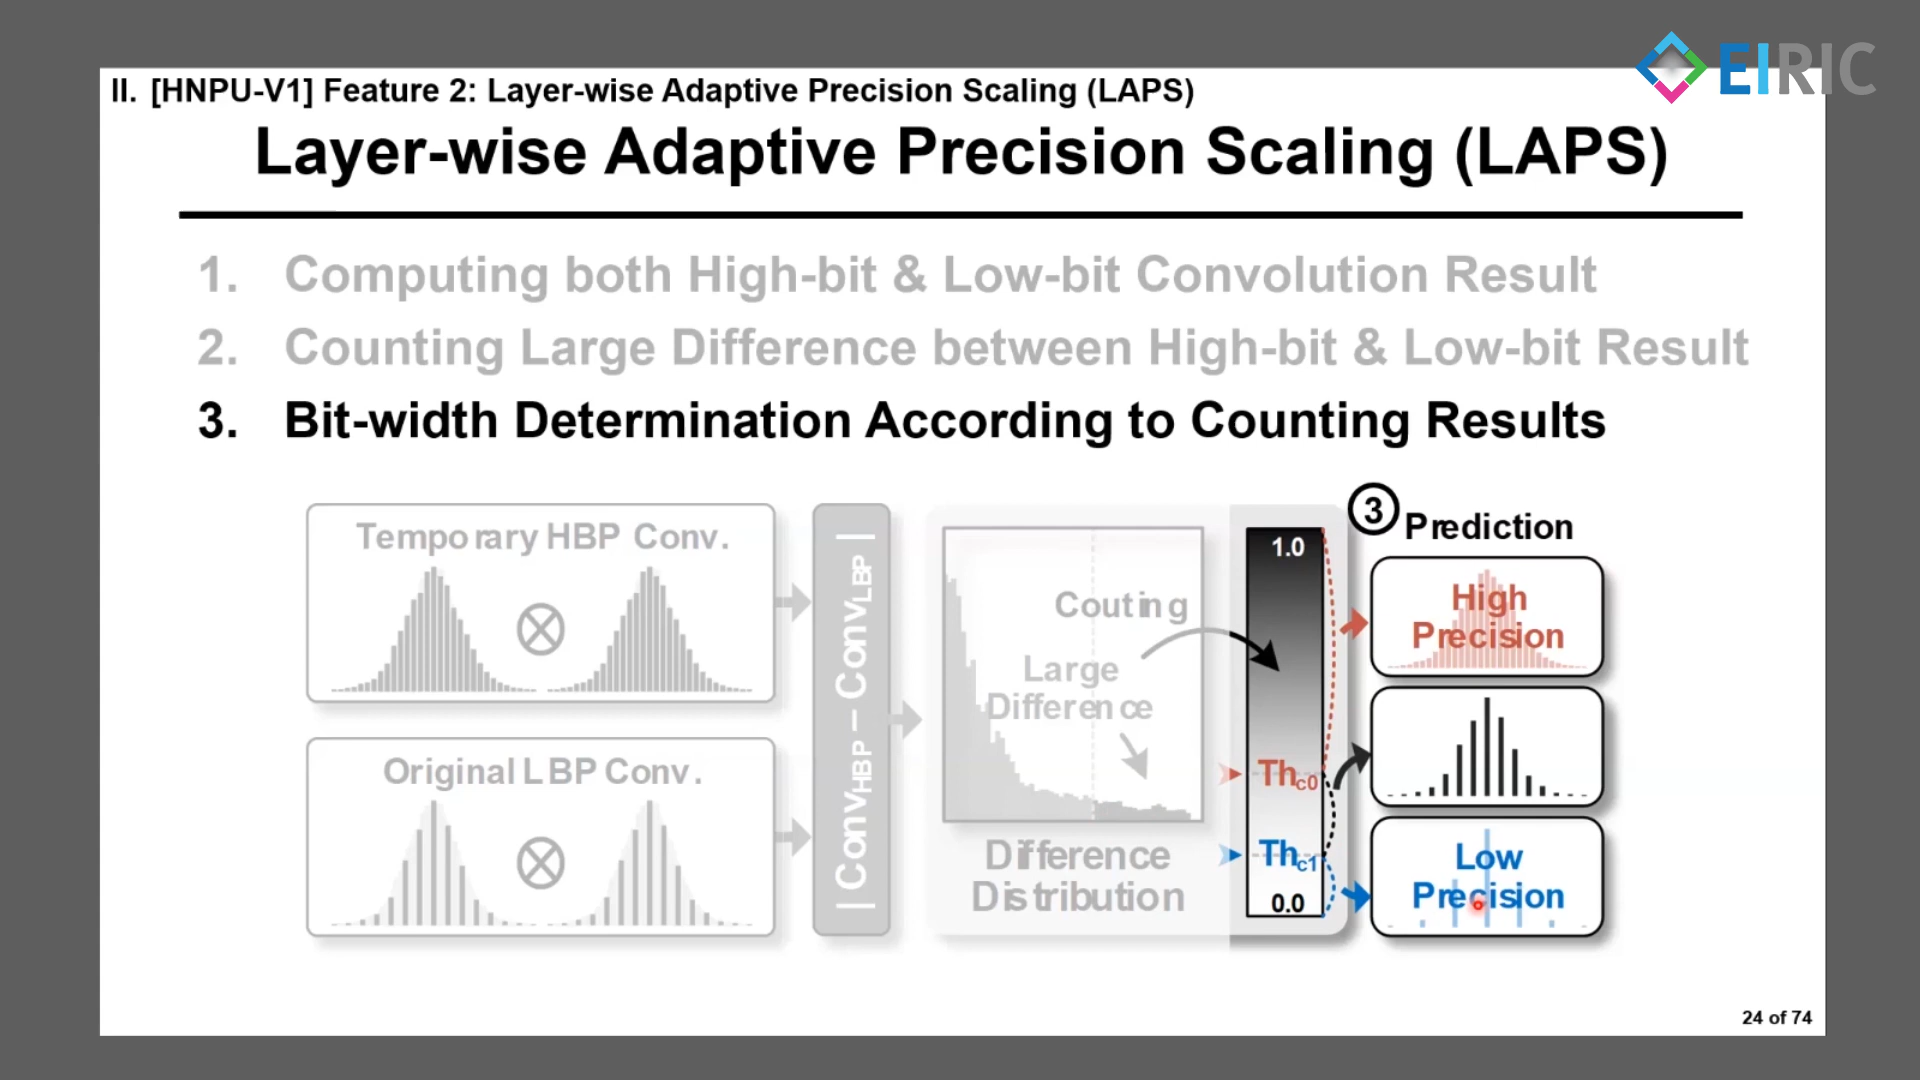 EIRIC
II. [HNPU-V1] Feature 2: Layer-wise Adaptive Precision Scaling (LAPS)
Layer-wise Adaptive Precision Scaling (LAPS)
1. Computing both High-bit & Low-bit Convolution Result
2. Counting Large Difference between High-bit & Low-bit Result
3. Bit-width Determination According to Counting Results
Temporary HBP Conv.
Original LBP Conv.
| ConvHBP – ConvLBP |
Couting
Large
Difference
Difference
Distribution
1.0
Thc0
Thc1
0.0
3 Prediction
High
Precision
Low
Precision
24 of 74